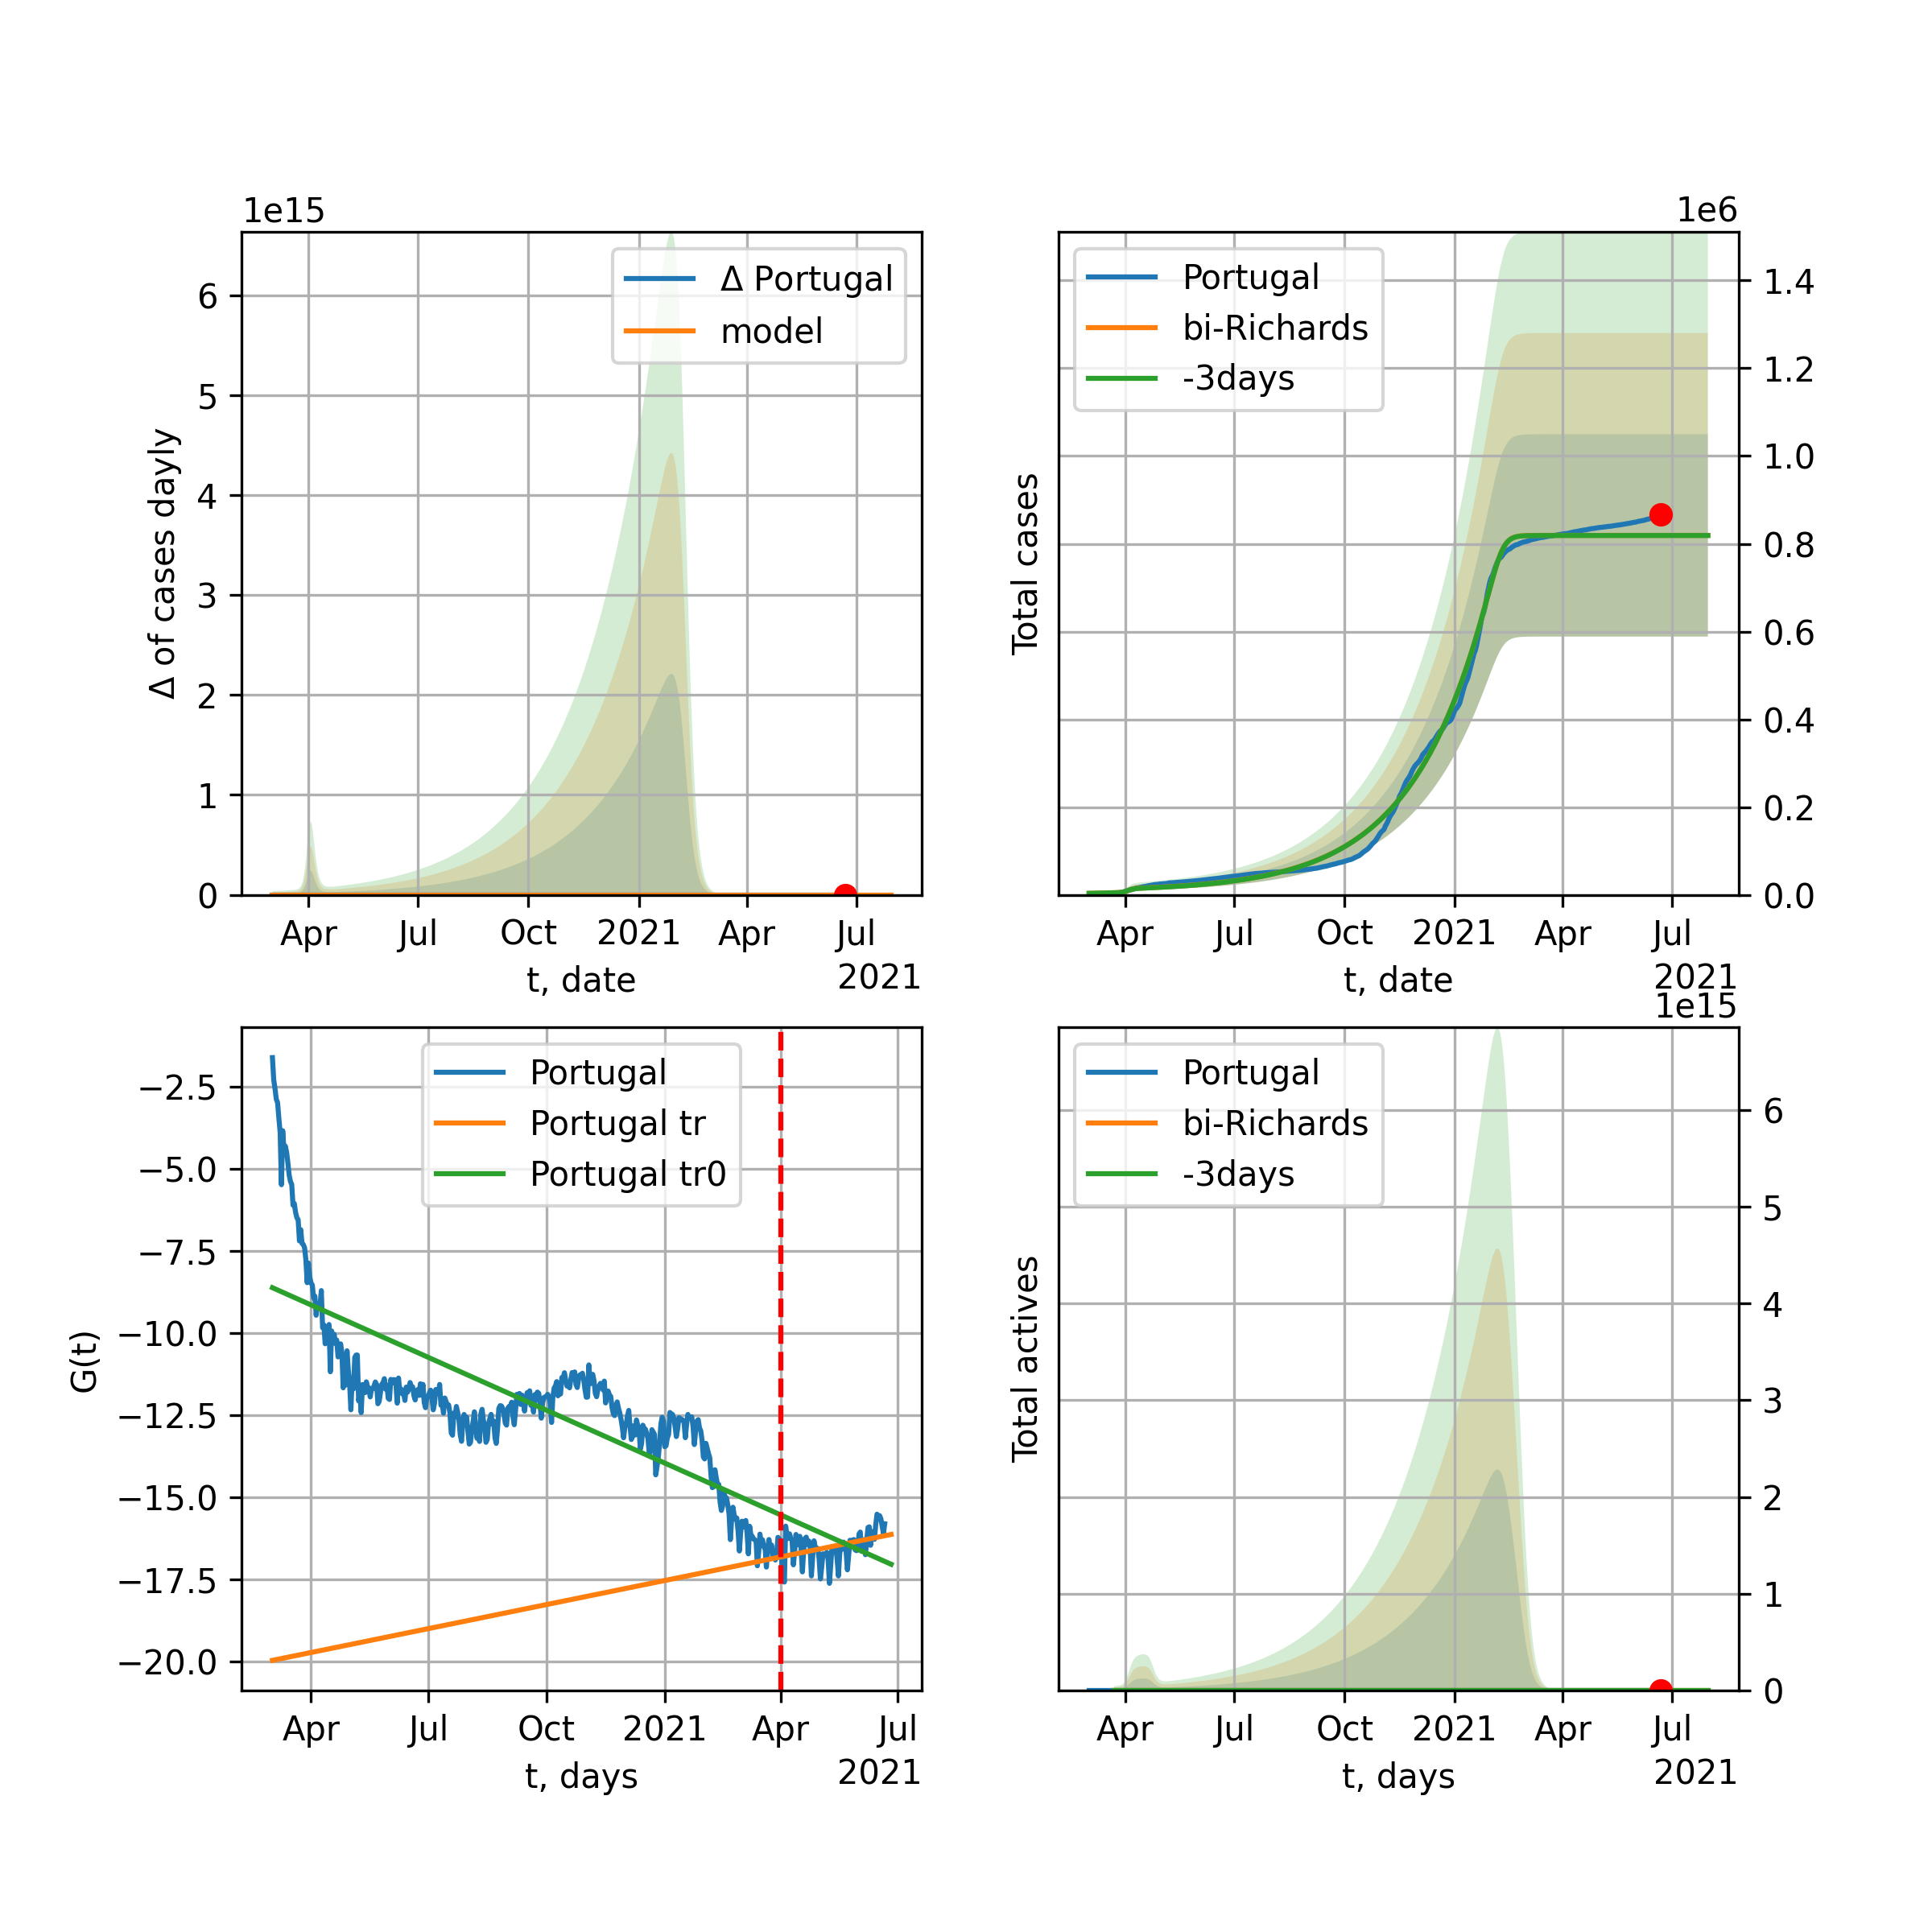 1e15
Δ of cases dayly
6
5
4
3
2
1
0
Δ Portugal
model
Apr Jul Oct 2021 Apr Jul
t, date
2021
1e6
Total cases
Portugal
bi-Richards
-3days
1.4
1.2
1.0
0.8
0.6
0.4
0.2
0.0
Apr Jul Oct 2021 Apr Jul
t, date
2021
G(t)
−2.5
−5.0
−7.5
−10.0
−12.5
−15.0
−17.5
−20.0
Portugal
Portugal tr
Portugal tr0
Apr Jul Oct 2021 Apr Jul
t, days
2021
1e15
Total actives
Portugal
bi-Richards
-3days
6
5
4
3
2
1
0
Apr Jul Oct 2021 Apr Jul
t, days
2021